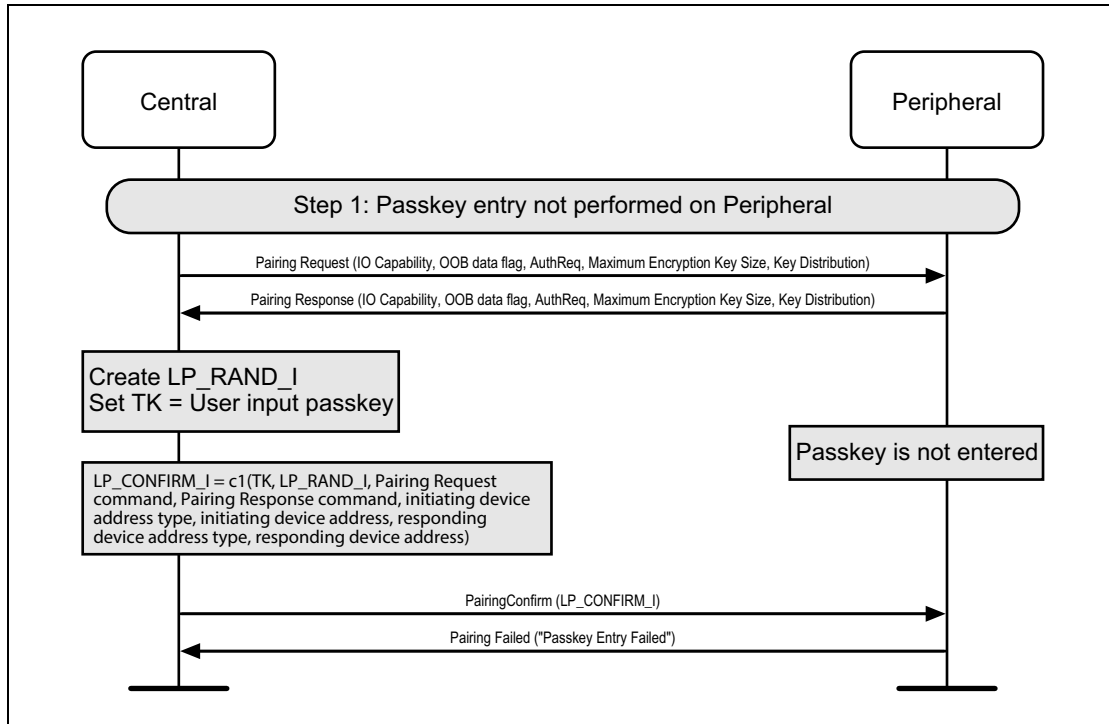 Central
Peripheral
Step 1: Passkey entry not performed on Peripheral
Pairing Request (IO Capability, OOB data flag, AuthReq, Maximum Encryption Key Size, Key Distribution)
Pairing Response (IO Capability, OOB data flag, AuthReq, Maximum Encryption Key Size, Key Distribution)
Create LP_RAND_I
Set TK = User input passkey
Passkey is not entered
LP_CONFIRM_I = c1(TK, LP_RAND_I, Pairing Request
command, Pairing Response command, initiating device
address type, initiating device address, responding
device address type, responding device address)
PairingConfirm (LP_CONFIRM_I)
Pairing Failed ("Passkey Entry Failed")